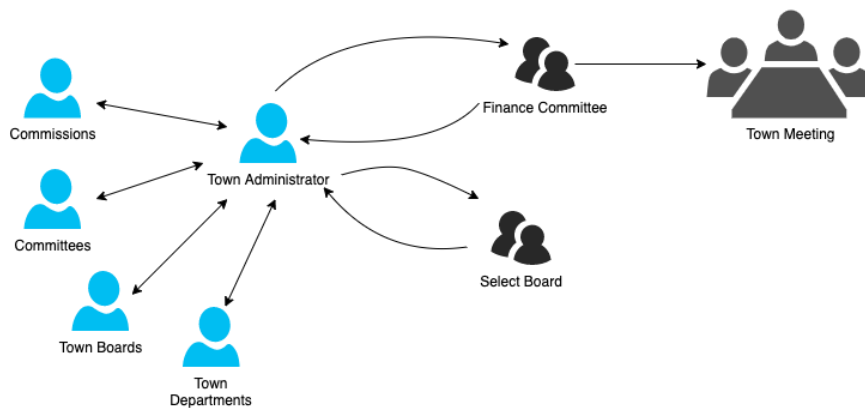 Commissions
Finance Committee
Town Meeting
Town Administrator
Committees
Select Board
Town Boards
Town
Departments